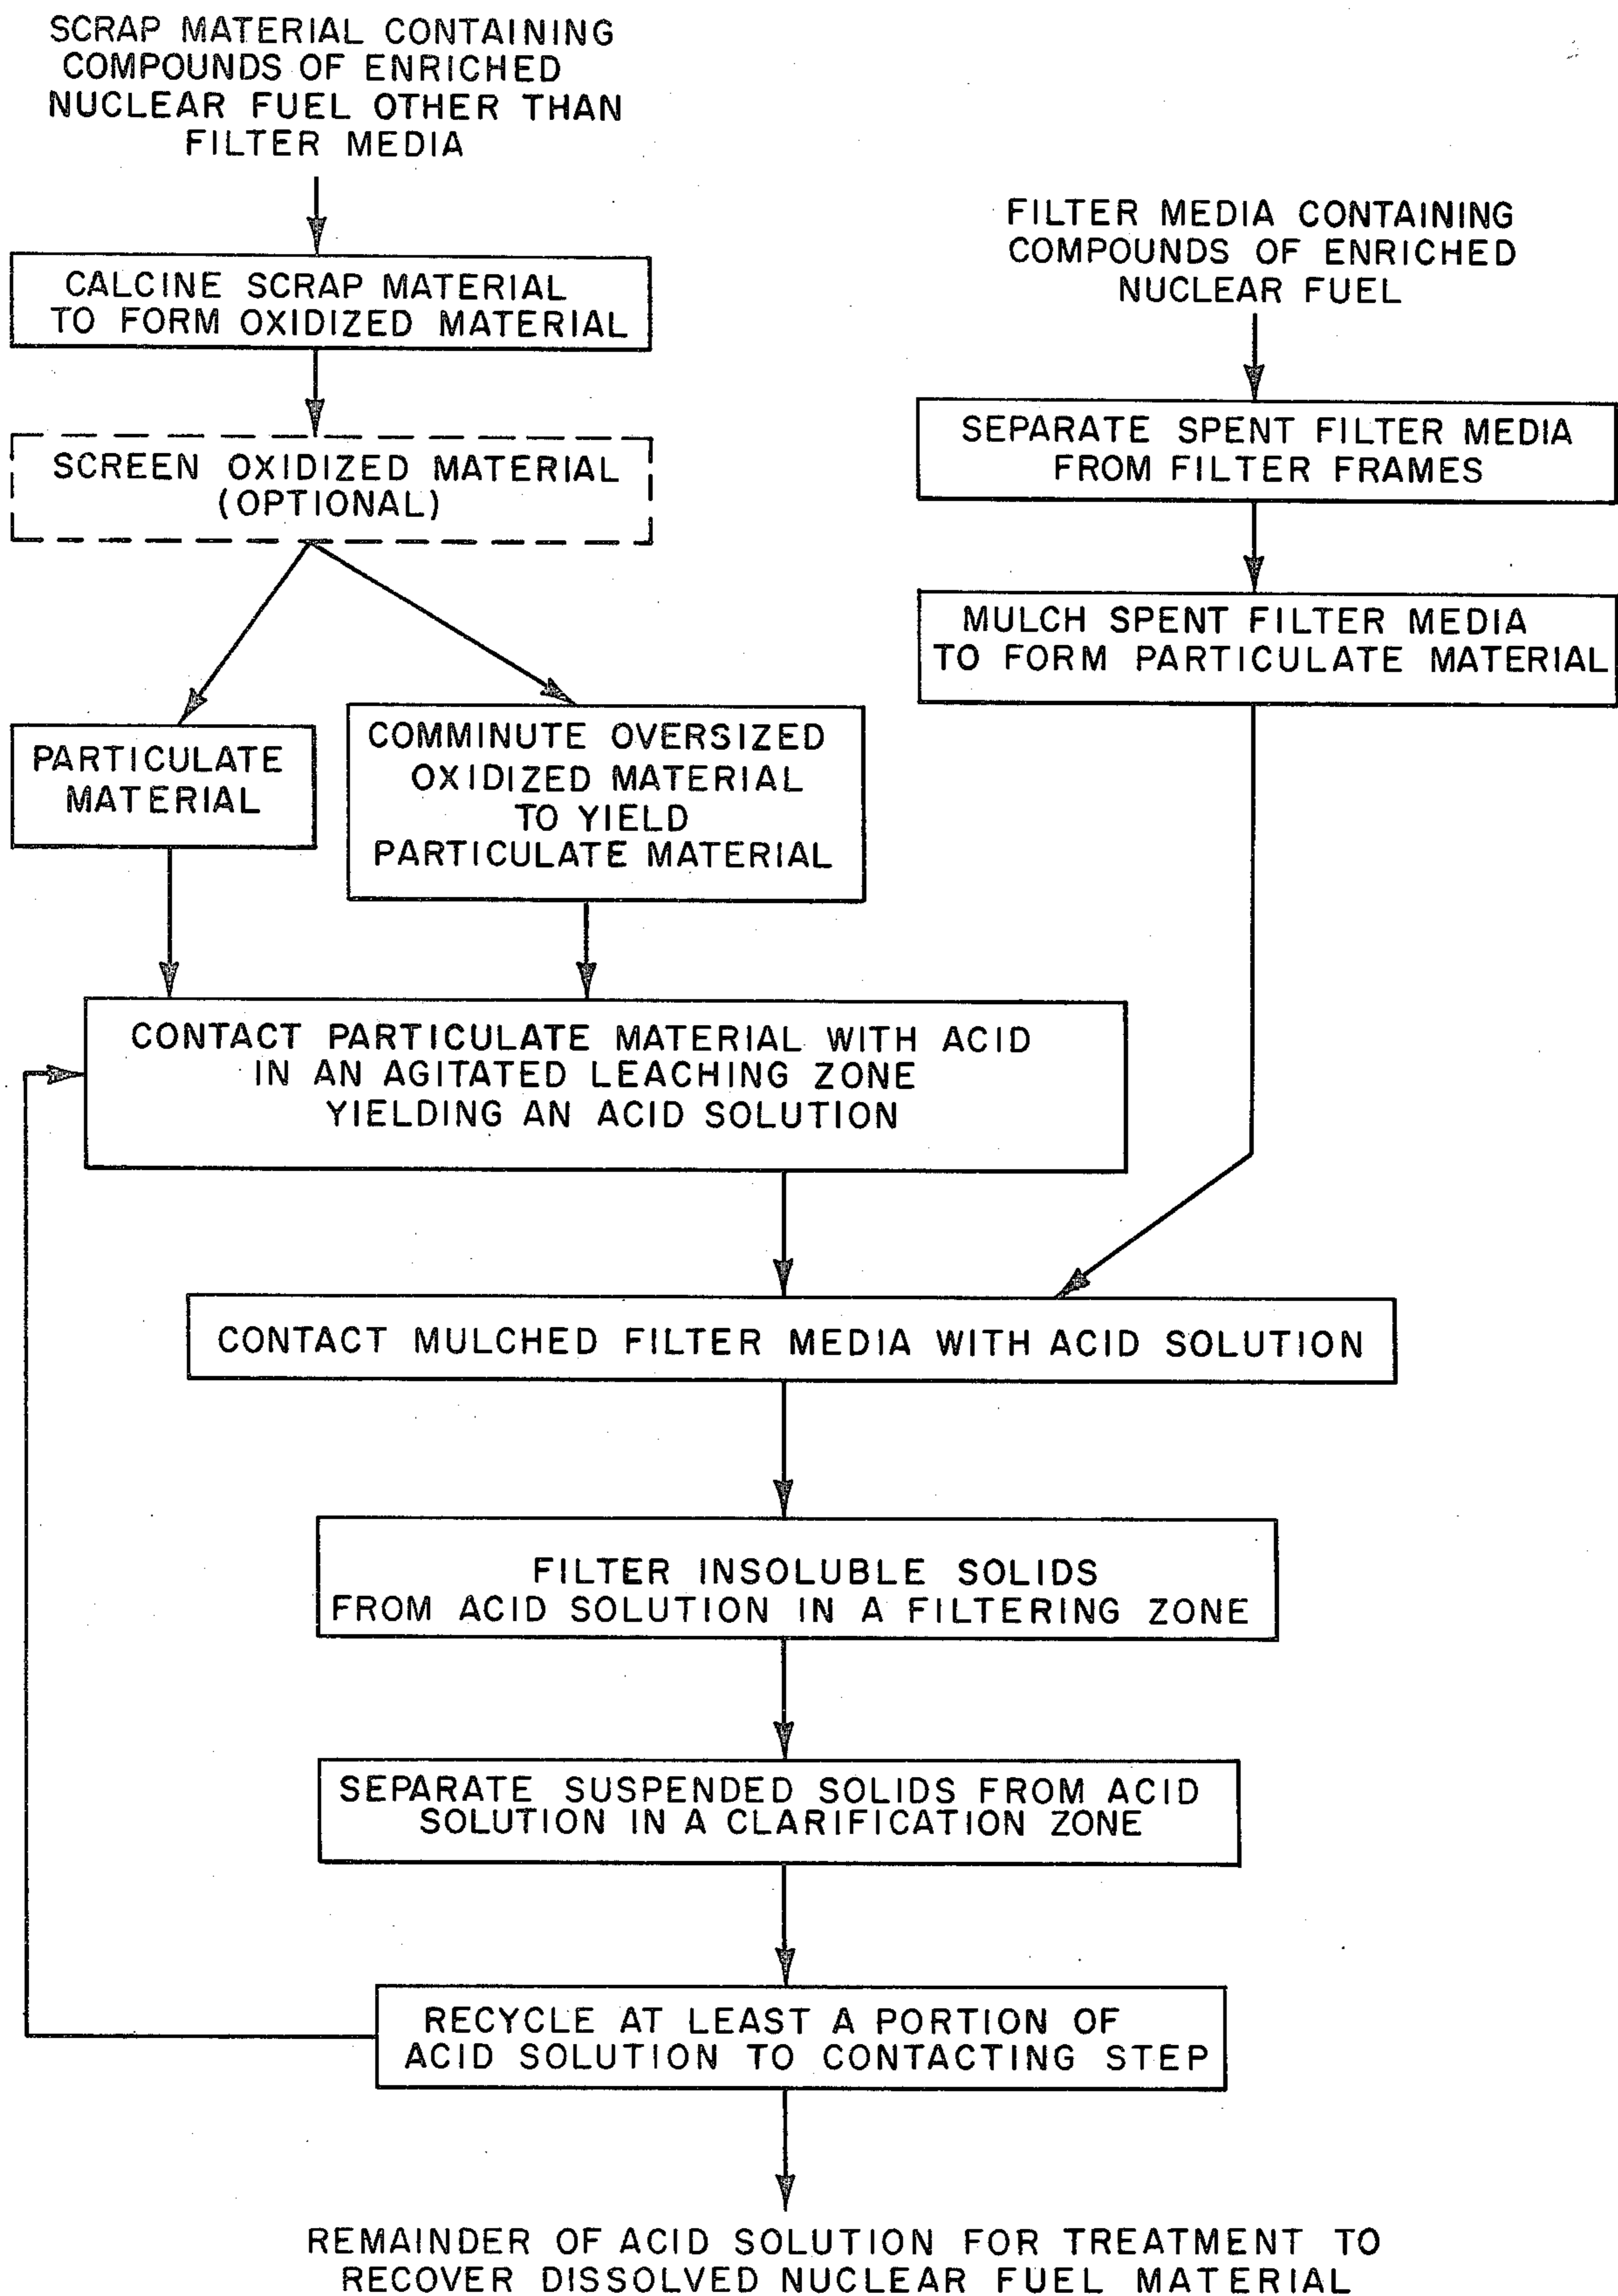 SCRAP MATERIAL CONTAINING
COMPOUNDS OF ENRICHED
NUCLEAR FUEL OTHER THAN
FILTER MEDIA
CALCINE SCRAP MATERIAL
TO FORM OXIDIZED MATERIAL
SCREEN OXIDIZED MATERIAL
(OPTIONAL)
PARTICULATE
MATERIAL
COMMINUTE OVERSIZED
OXIDIZED MATERIAL
TO YIELD
PARTICULATE MATERIAL
FILTER MEDIA CONTAINING
COMPOUNDS OF ENRICHED
NUCLEAR FUEL
SEPARATE SPENT FILTER MEDIA
FROM FILTER FRAMES
MULCH SPENT FILTER MEDIA
TO FORM PARTICULATE MATERIAL
CONTACT PARTICULATE MATERIAL WITH ACID
IN AN AGITATED LEACHING ZONE
YIELDING AN ACID SOLUTION
CONTACT MULCHED FILTER MEDIA WITH ACID SOLUTION
FILTER INSOLUBLE SOLIDS
FROM ACID SOLUTION IN A FILTERING ZONE
SEPARATE SUSPENDED SOLIDS FROM ACID
SOLUTION IN A CLARIFICATION ZONE
RECYCLE AT LEAST A PORTION OF
ACID SOLUTION TO CONTACTING STEP
REMAINDER OF ACID SOLUTION FOR TREATMENT TO
RECOVER DISSOLVED NUCLEAR FUEL MATERIAL